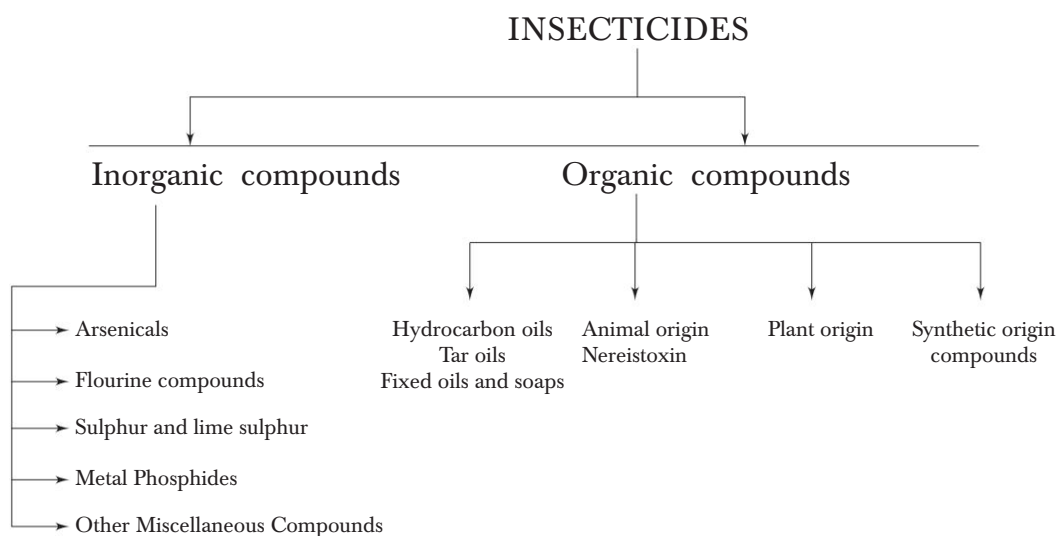 INSECTICIDES
Inorganic compounds
Organic compounds
Arsenicals
Flourine compounds
Sulphur and lime sulphur
Metal Phosphides
Other Miscellaneous Compounds
Hydrocarbon oils
Tar oils
Fixed oils and soaps
Animal origin
Nereistoxin
Plant origin
Synthetic origin
compounds